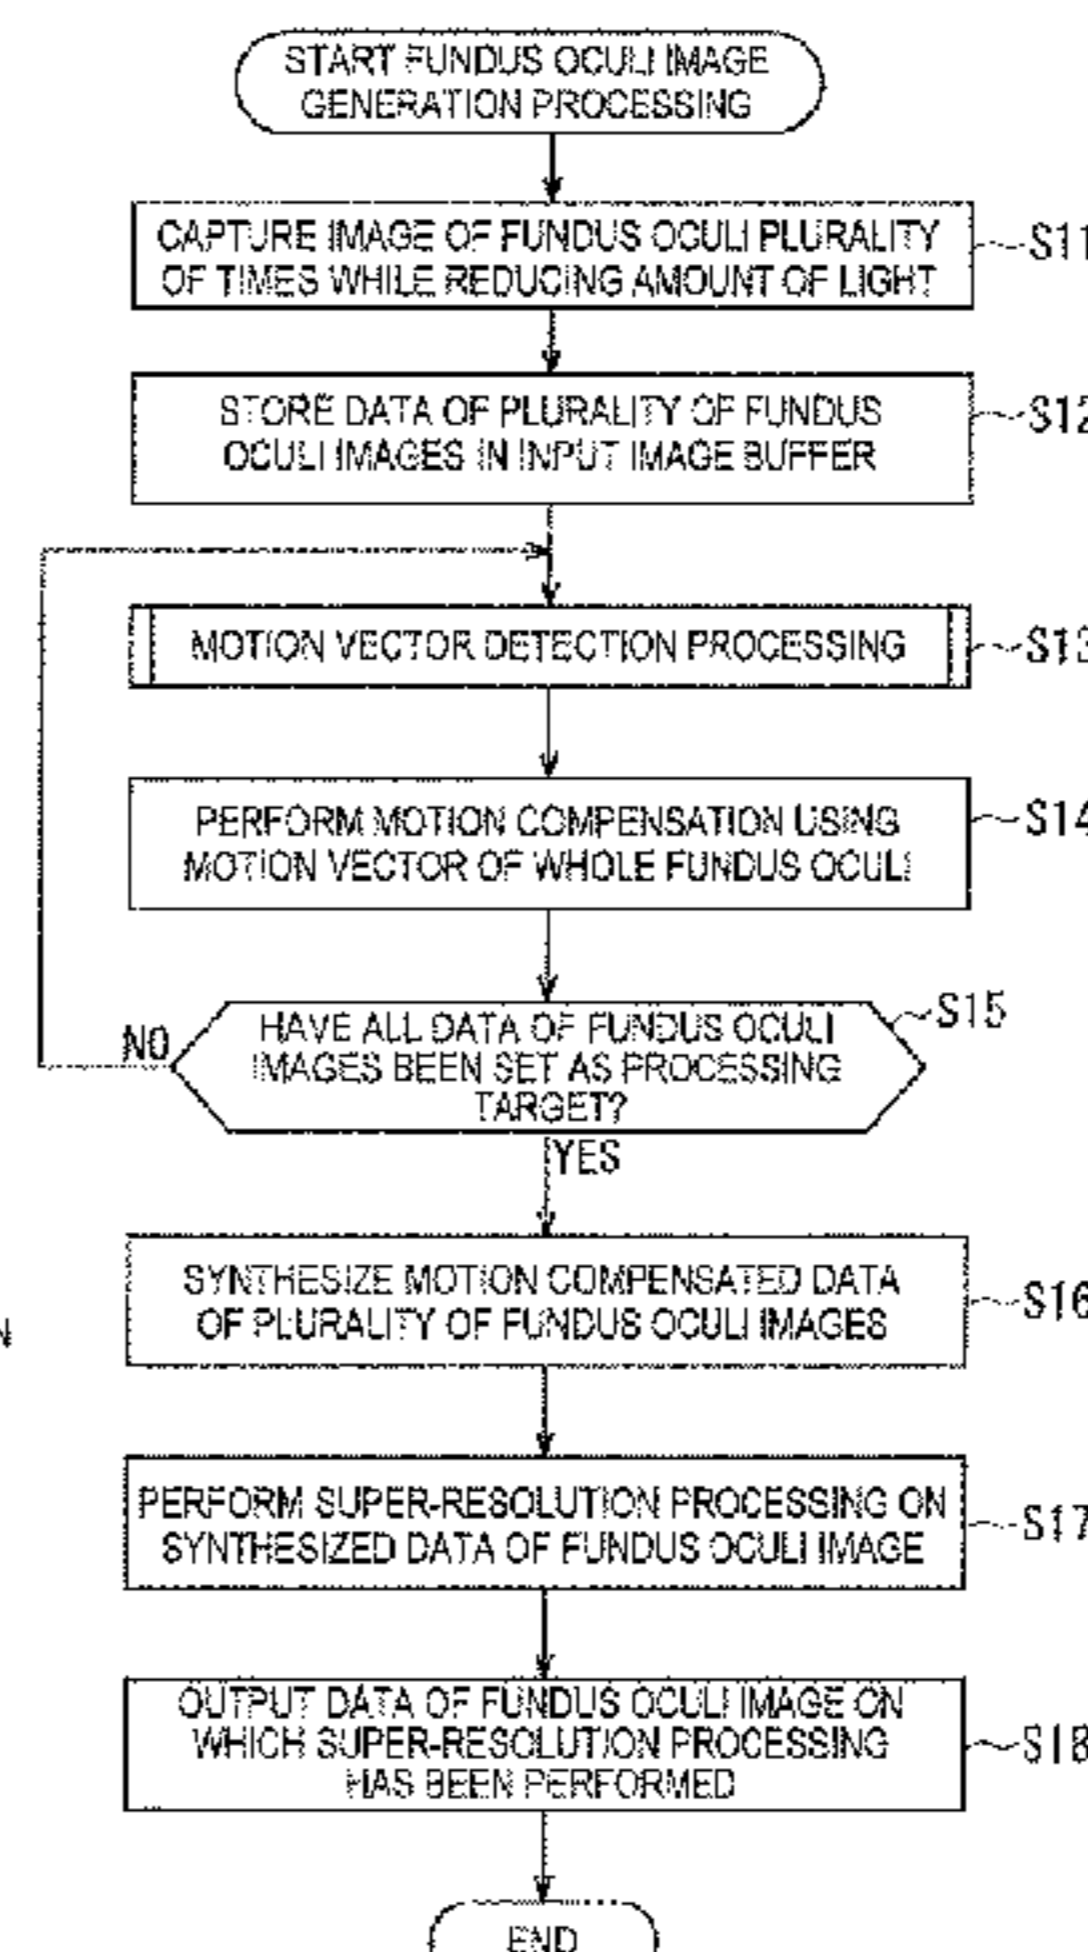 START FUNDUS OCULI IMAGE
GENERATION PROCESSING
CAPTURE IMAGE OF FUNDUS OCULI PLURALITY
OF TIMES WHILE REDUCING AMOUNT OF LIGHT
S11
STORE DATA OF PLURALITY OF FUNDUS
OCULI IMAGES IN INPUT IMAGE BUFFER
S12
MOTION VECTOR DETECTION PROCESSING
S13
PERFORM MOTION COMPENSATION USING
MOTION VECTOR OF WHOLE FUNDUS OCULI
S14
HAVE ALL DATA OF FUNDUS OCULI
IMAGES BEEN SET AS PROCESSING
TARGET?
S15
NO
YES
SYNTHESIZE MOTION COMPENSATED DATA
OF PLURALITY OF FUNDUS OCULI IMAGES
S16
N
PERFORM SUPER-RESOLUTION PROCESSING ON
SYNTHESIZED DATA OF FUNDUS OCULI IMAGE
S17
OUTPUT DATA OF FUNDUS OCULI IMAGE ON
WHICH SUPER-RESOLUTION PROCESSING
HAS BEEN PERFORMED
S18
END